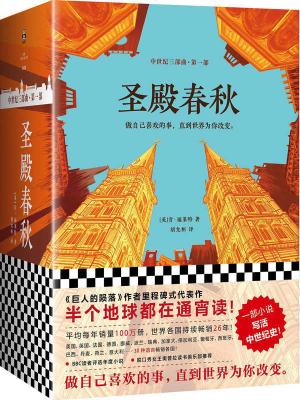 中世纪三部曲·第一部
圣殿春秋
做自己喜欢的事，直到世界为你改变。
[英]肯·福莱特 著
胡允桓 译
中世纪三部曲·第一部
圣殿春秋
《巨人的陨落》作者里程碑式代表作
半个地球都在通宵读！
平均每年销量100万册，世界各国持续畅销26年！
一部小说
写活
中世纪史！
做自己喜欢的事，直到世界为你改变。